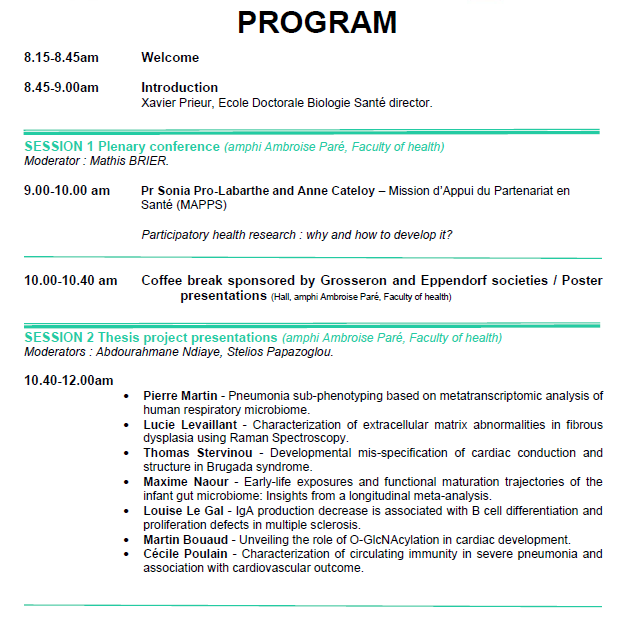 PROGRAM
8.15-8.45am Welcome
8.45-9.00am Introduction
Xavier Prieur, Ecole Doctorale Biologie Santé director.
SESSION 1 Plenary conference (amphi Ambroise Paré, Faculty of health)
Moderator : Mathis BRIER.
9.00-10.00 am Pr Sonia Pro-Labarthe and Anne Cateloy – Mission d'Appui du Partenariat en
Santé (MAPPS)
Participatory health research : why and how to develop it?
10.00-10.40 am Coffee break sponsored by Grosseron and Eppendorf societies / Poster
presentations (Hall, amphi Ambroise Paré, Faculty of health)
SESSION 2 Thesis project presentations (amphi Ambroise Paré, Faculty of health)
Moderators : Abdourahmane Ndiaye, Stelios Papazoglou.
10.40-12.00am
• Pierre Martin - Pneumonia sub-phenotyping based on metatranscriptomic analysis of
human respiratory microbiome.
• Lucie Levaillant - Characterization of extracellular matrix abnormalities in fibrous
dysplasia using Raman Spectroscopy.
• Thomas Stervinou - Developmental mis-specification of cardiac conduction and
structure in Brugada syndrome.
• Maxime Naour - Early-life exposures and functional maturation trajectories of the
infant gut microbiome: Insights from a longitudinal meta-analysis.
• Louise Le Gal - IgA production decrease is associated with B cell differentiation and
proliferation defects in multiple sclerosis.
• Martin Bouaud - Unveiling the role of O-GlcNAcylation in cardiac development.
• Cécile Poulain - Characterization of circulating immunity in severe pneumonia and
association with cardiovascular outcome.